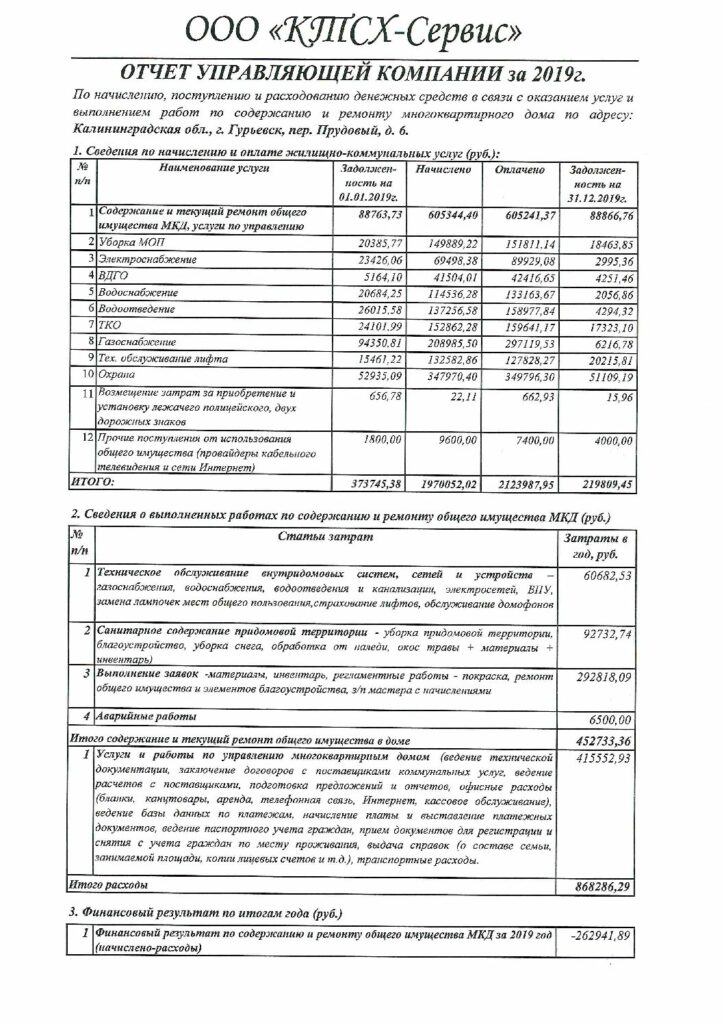 ООО «КТСХ-Сервис»
ОТЧЕТ УПРАВЛЯЮЩЕЙ КОМПАНИИ за 2019г.
По начислению, поступлению и расходованию денежных средств в связи с оказанием услуг и
выполнением работ по содержанию и ремонту многоквартирного дома по адресу:
Калининградская обл., г. Гурьевск, пер. Прудовый, д. 6.
1. Сведения по начислению и оплате жилищно-коммунальных услуг (руб.):
№ п/п Наименование услуги Задолжен-ность на 01.01.2019г. Начислено Оплачено Задолжен-ность на 31.12.2019г.
1 Содержание и текущий ремонт общего 88763,73 605344,40 605241,37 88866,76
имущества МКД, услуги по управлению
2 Уборка МОП 20385,77 149889,22 151811,14 18463,85
3 Электроснабжение 23426,06 69498,38 89929,08 2995,36
4 ВДГО 5164,10 41504,01 42416,65 4251,46
5 Водоснабжение 20684,25 114536,28 133163,67 2056,86
6 Водоотведение 26015,58 137256,58 158977,84 4294,32
7 ТКО 24101,99 152862,28 159641,17 17323,10
8 Газоснабжение 94350,81 208985,50 297119,53 6216,78
9 Тех. обслуживание лифта 15461,22 132582,86 127828,27 20215,81
10 Охрана 52935,09 347970,40 349796,30 51109,19
11 Возмещение затрат за приобретение и 656,78 22,11 662,93 15,96
установку лежачего полицейского, двух
дорожных знаков
12 Прочие поступления от использования 1800,00 9600,00 7400,00 4000,00
общего имущества (провайдеры кабельного
телевидения и сети Интернет)
ИТОГО: 373745,38 1970052,02 2123987,95 219809,45
2. Сведения о выполненных работах по содержанию и ремонту общего имущества МКД (руб.)
№ п/п Статьи затрат Затраты в год, руб.
1 Техническое обслуживание внутридомовых систем, сетей и устройств – 60682,53
газоснабжения, водоснабжения, водоотведения и канализации, электросетей, ВПУ,
замена лампочек мест общего пользования,страхование лифтов, обслуживание домофонов
2 Санитарное содержание придомовой территории - уборка придомовой территории, 92732,74
благоустройство, уборка снега, обработка от наледи, окос травы + материалы +
инвентарь)
3 Выполнение заявок -материалы, инвентарь, регламентные работы - покраска, ремонт 292818,09
общего имущества и элементов благоустройства, з/п мастера с начислениями
4 Аварийные работы 6500,00
Итого содержание и текущий ремонт общего имущества в доме 452733,36
1 Услуги и работы по управлению многоквартирным домом (ведение технической 415552,93
документации, заключение договоров с поставщиками коммунальных услуг, ведение
расчетов с поставщиками, подготовка предложений и отчетов, офисные расходы
(бланки, канцтовары, аренда, телефонная связь, Интернет, кассовое обслуживание),
ведение базы данных по платежам, начисление платы и выставление платежных
документов, ведение паспортного учета граждан, прием документов для регистрации и
снятия с учета граждан по месту проживания, выдача справок (о составе семьи,
занимаемой площади, копии лицевых счетов и т.д.), транспортные расходы.
Итого расходы 868286,29
3. Финансовый результат по итогам года (руб.)
1 Финансовый результат по содержанию и ремонту общего имущества МКД за 2019 год -262941,89
(начислено-расходы)